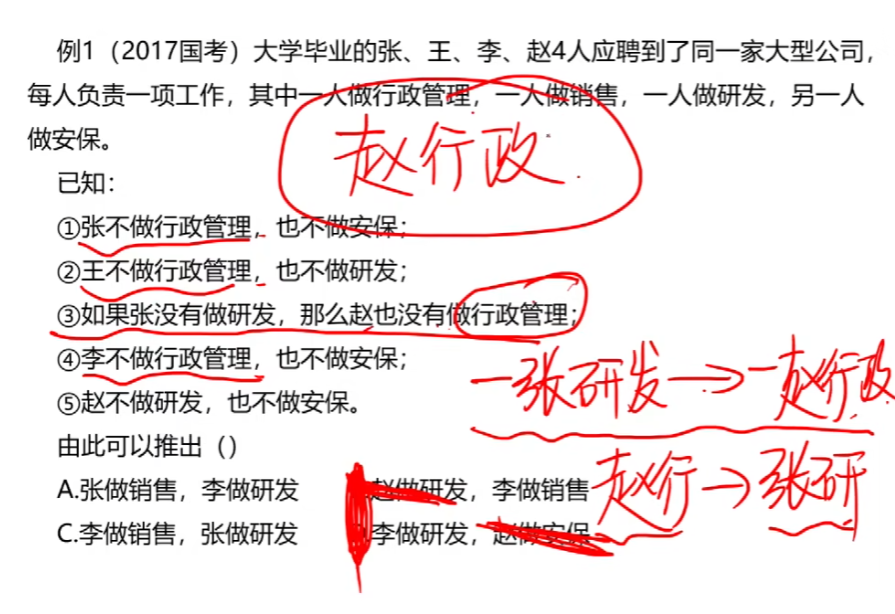 例1（2017国考）大学毕业的张、王、李、赵4人应聘到了同一家大型公司，
每人负责一项工作，其中一人做行政管理，一人做销售，一人做研发，另一人
做安保。
赵行政
已知：
①张不做行政管理，也不做安保；
②王不做行政管理，也不做研发；
③如果张没有做研发，那么赵也没有做行政管理；
④李不做行政管理，也不做安保；
一张研发→一赵行政
⑤赵不做研发，也不做安保。
由此可以推出（）
A.张做销售，李做研发
赵做研发，李做销售
赵行→张研
C.李做销售，张做研发
李做研发，赵做安保